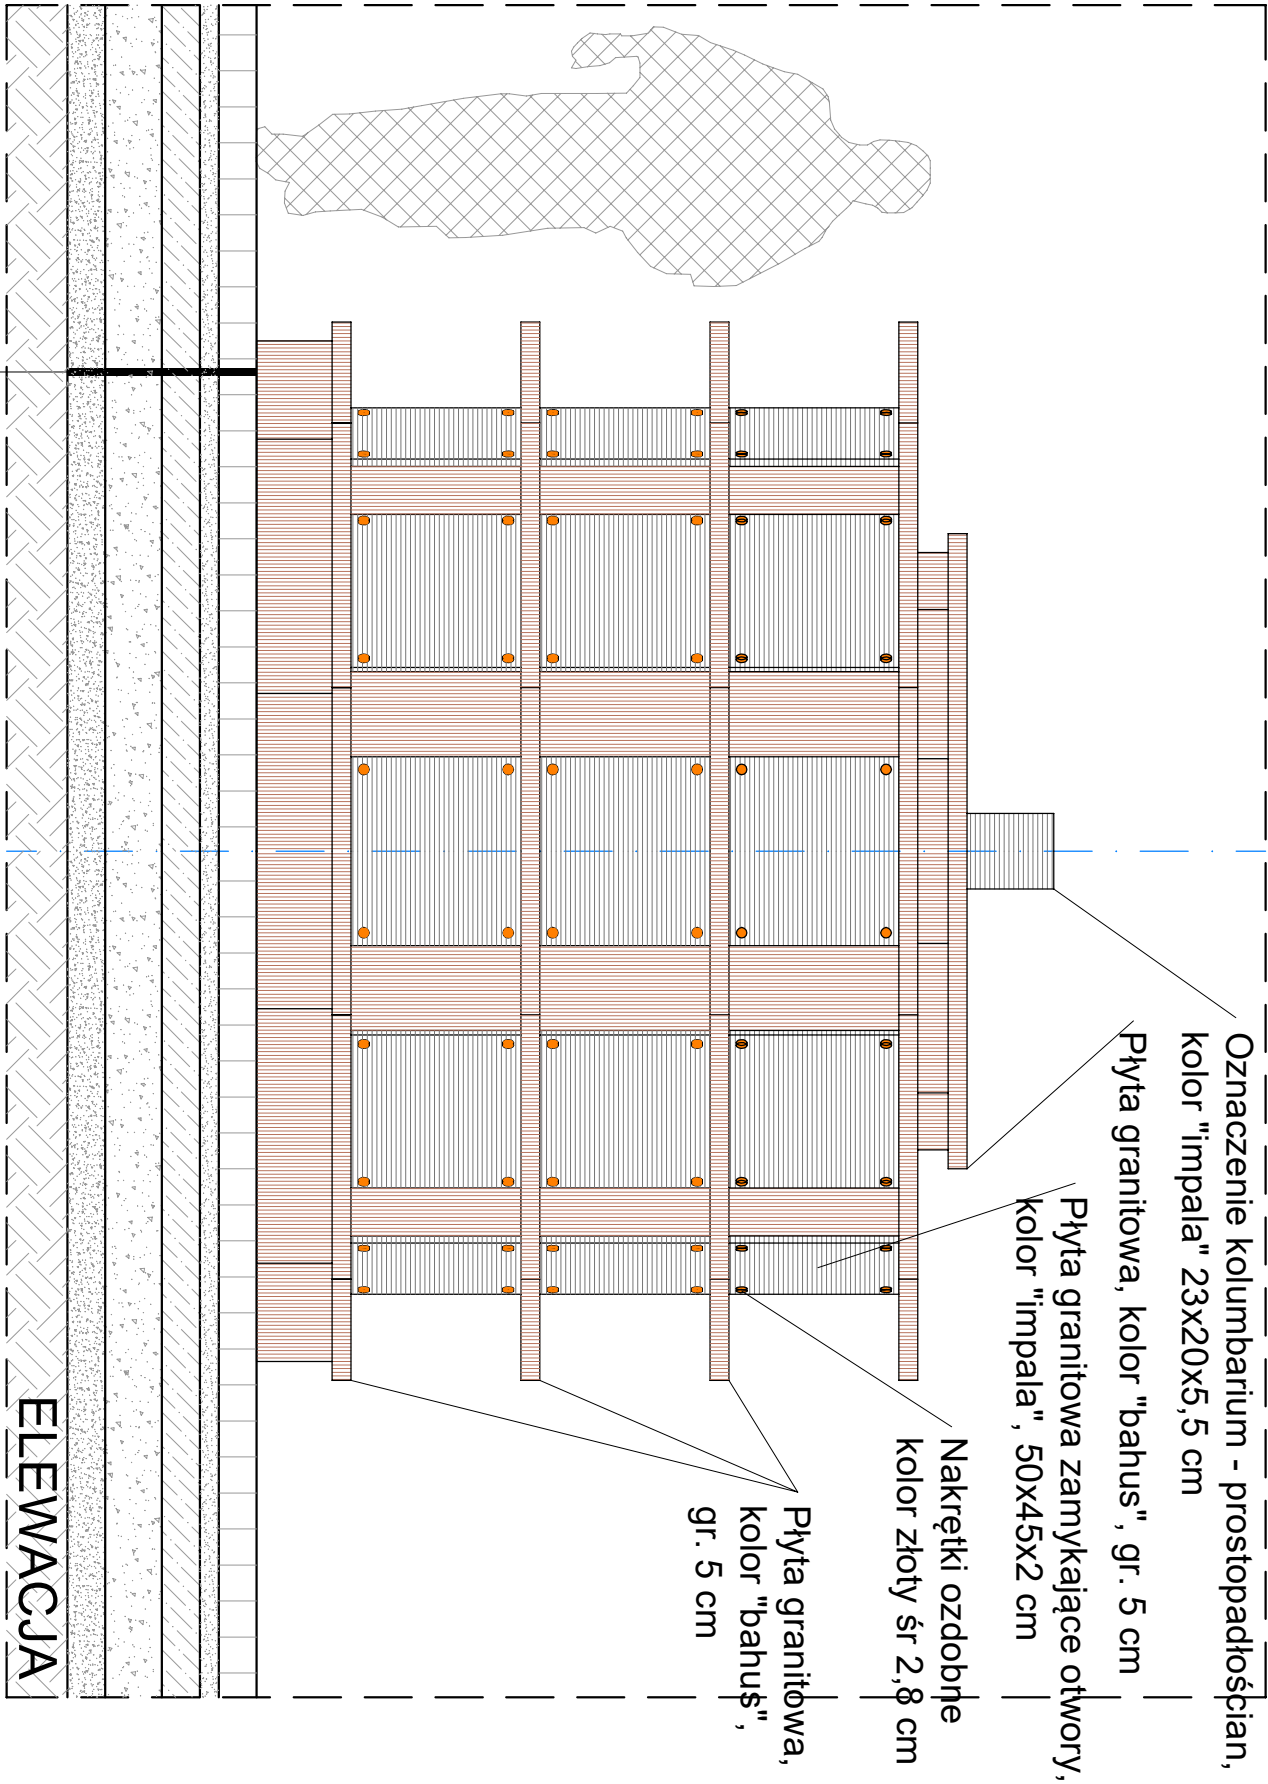 Oznaczenie kolumbarium - prostopadłościan,
kolor "impala" 23x20x5,5 cm
Płyta granitowa, kolor "bahus", gr. 5 cm
Płyta granitowa zamykające otwory,
kolor "impala", 50x45x2 cm
Nakrętki ozdobne
kolor złoty śr 2,8 cm
Płyta granitowa,
kolor "bahus",
gr. 5 cm
ELEWACJA